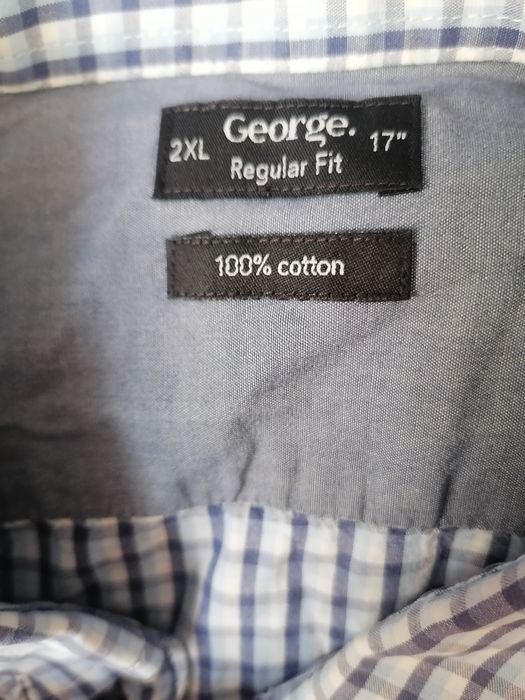 George.
2XL 17"
Regular Fit
100% cotton